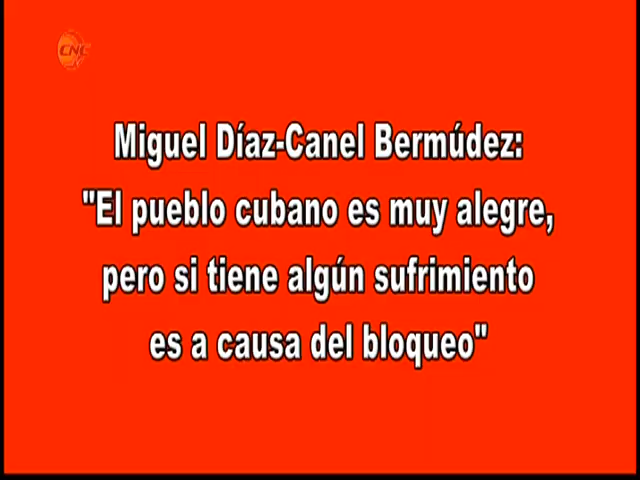 CNC
Miguel Díaz-Canel Bermúdez:
"El pueblo cubano es muy alegre,
pero si tiene algún sufrimiento
es a causa del bloqueo"